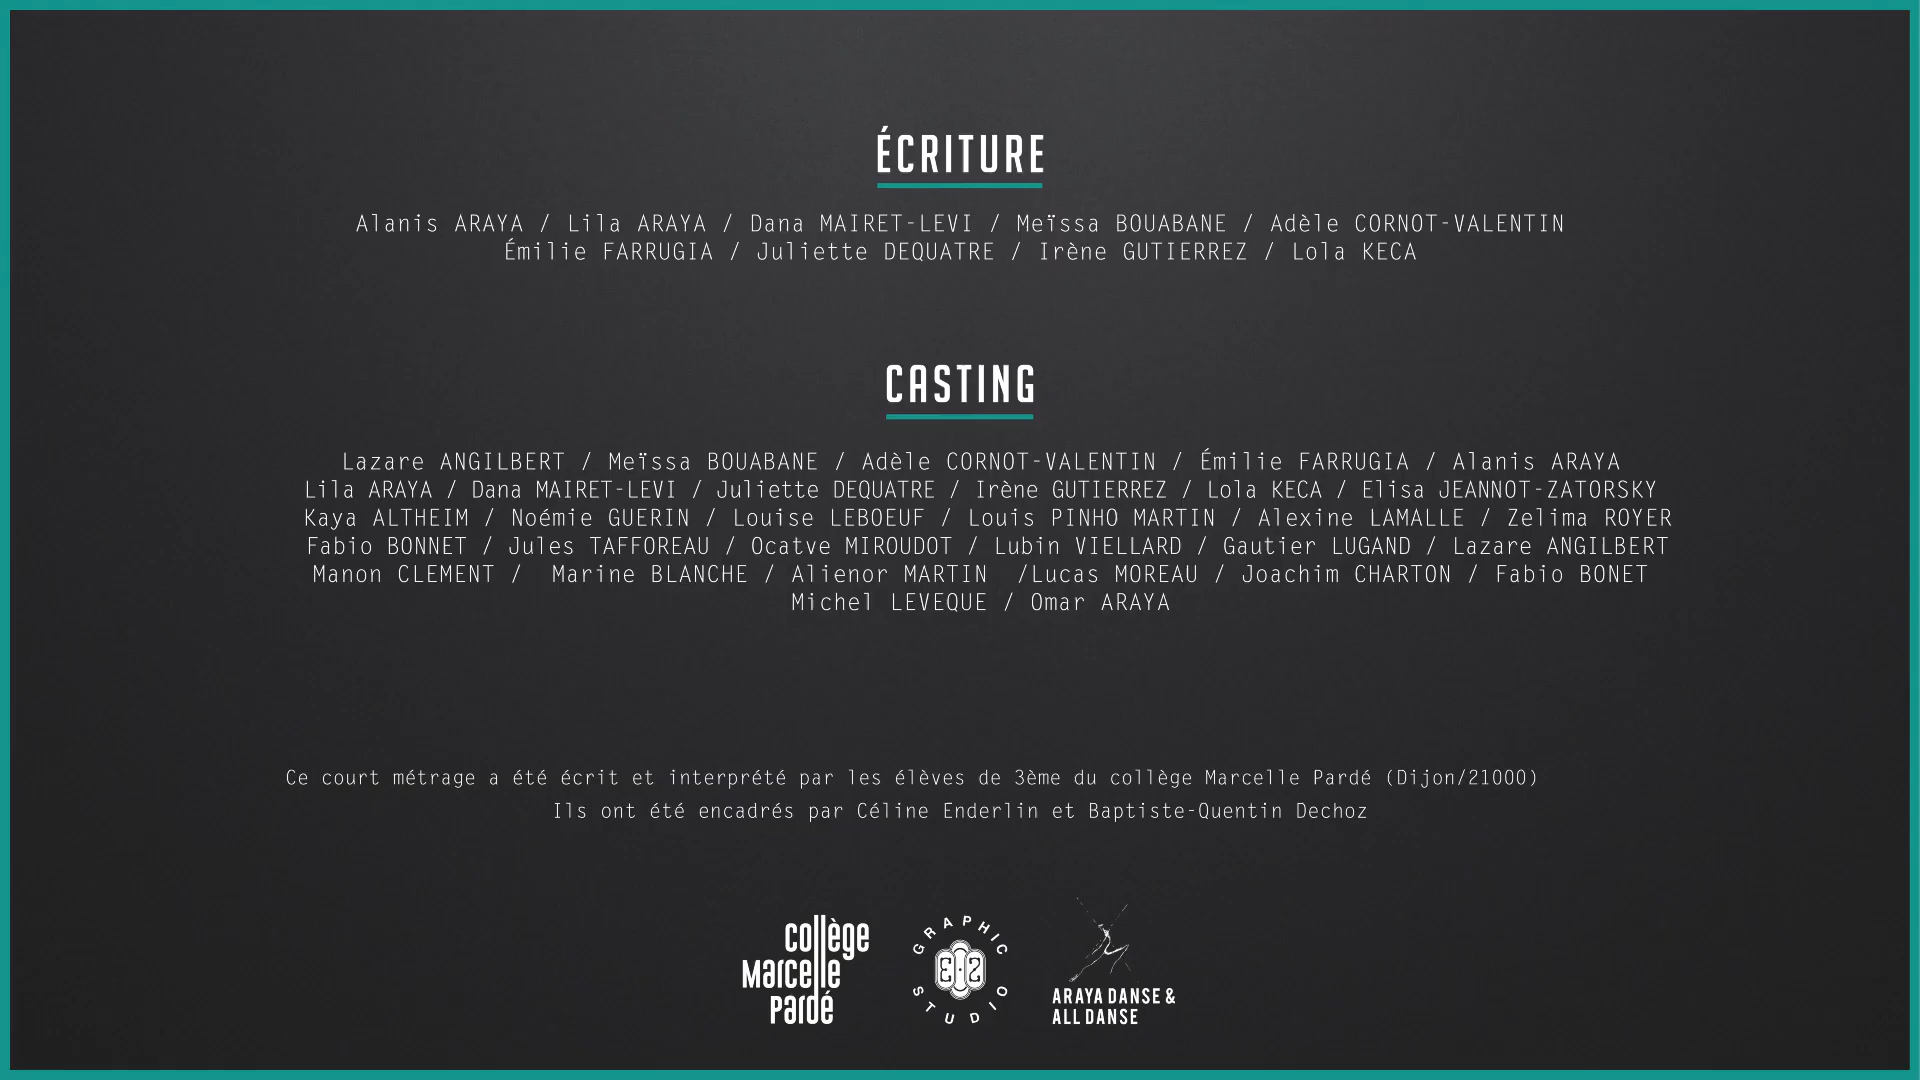 ÉCRITURE
Alanis ARAYA / Lila ARAYA / Dana MAIRET-LEVI / Meïssa BOUABANE / Adèle CORNOT-VALENTIN
Émilie FARRUGIA / Juliette DEQUATRE / Irène GUTIERREZ / Lola KECA
CASTING
Lazare ANGILBERT / Meïssa BOUABANE / Adèle CORNOT-VALENTIN / Émilie FARRUGIA / Alanis ARAYA
Lila ARAYA / Dana MAIRET-LEVI / Juliette DEQUATRE / Irène GUTIERREZ / Lola KECA / Elisa JEANNOT-ZATORSKY
Kaya ALTHEIM / Noémie GUERIN / Louise LEBOEUF / Louis PINHO MARTIN / Alexine LAMALLE / Zelima ROYER
Fabio BONNET / Jules TAFFOREAU / Ocatve MIROUDOT / Lubin VIELLARD / Gautier LUGAND / Lazare ANGILBERT
Manon CLEMENT /  Marine BLANCHE / Alienor MARTIN  /Lucas MOREAU / Joachim CHARTON / Fabio BONET
Michel LEVEQUE / Omar ARAYA
Ce court métrage a été écrit et interprété par les élèves de 3ème du collège Marcelle Pardé (Dijon/21000)
Ils ont été encadrés par Céline Enderlin et Baptiste-Quentin Dechoz
collège
Marcelle
Pardé
GRAPHIC
STUDIO
ARAYA DANSE &
ALL DANSE